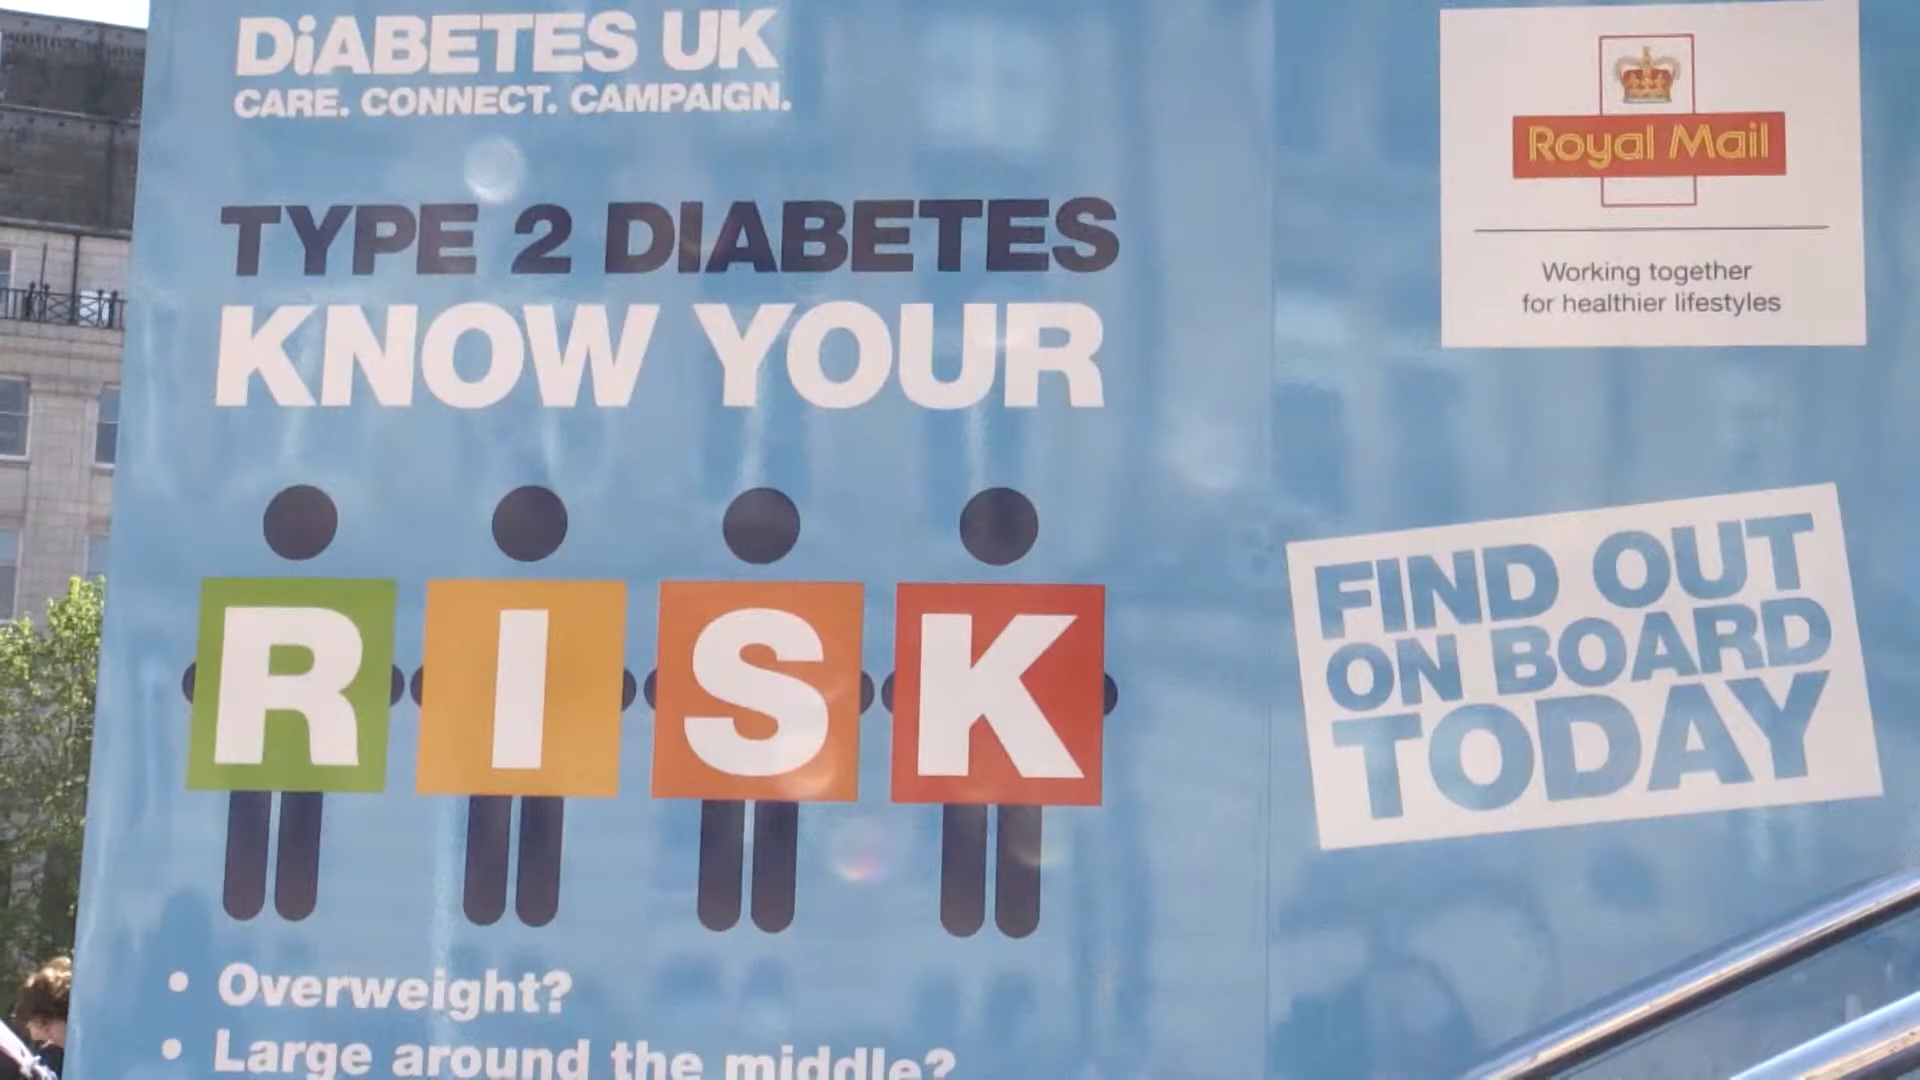 DiABETES UK
CARE. CONNECT. CAMPAIGN.
TYPE 2 DIABETES
KNOW YOUR
RISK
• Overweight?
• Large around the middle?
Royal Mail
Working together
for healthier lifestyles
FIND OUT
ON BOARD
TODAY